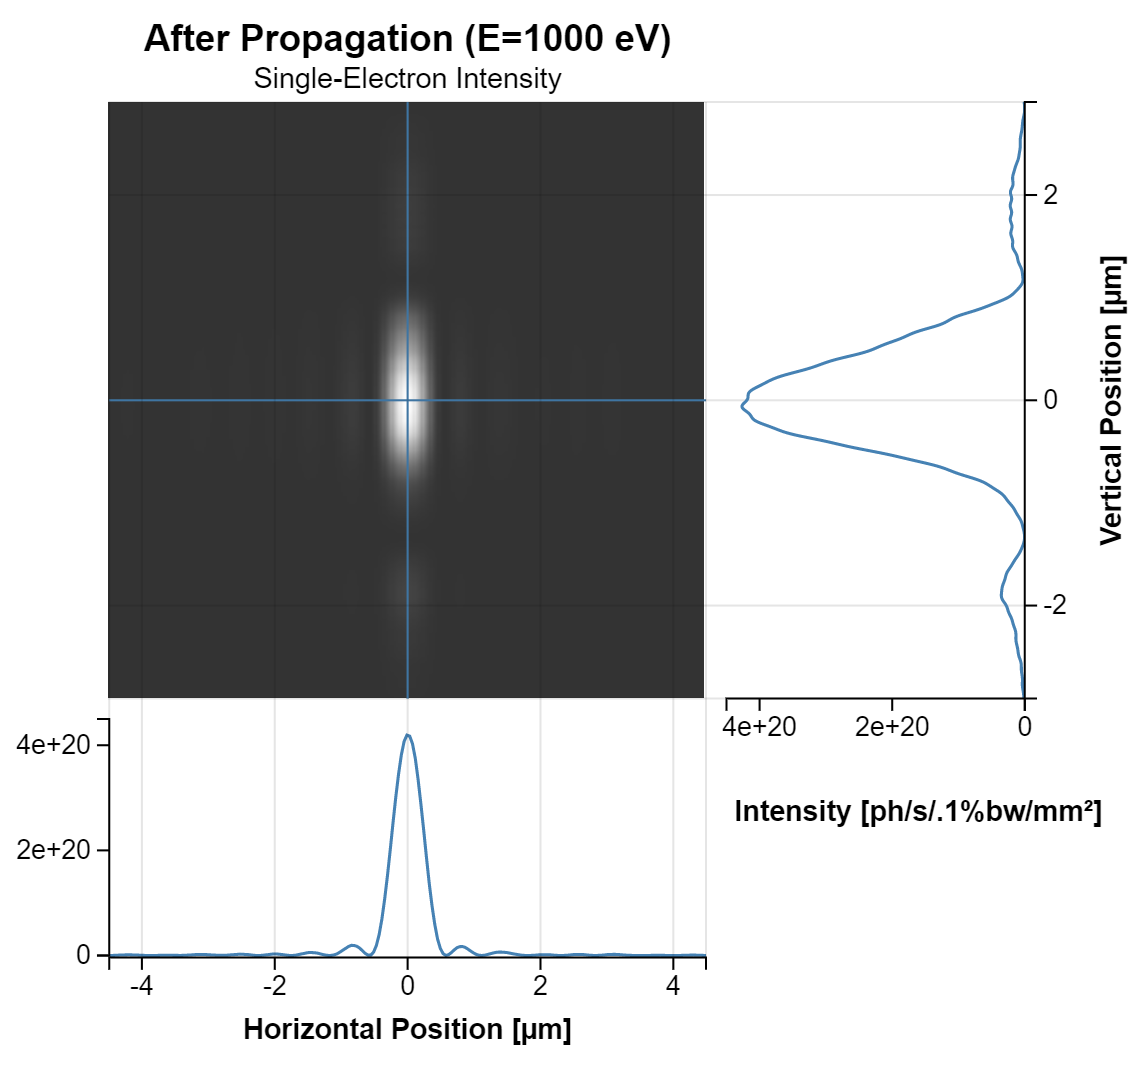 After Propagation (E=1000 eV)
Single-Electron Intensity
2
0
-2
Vertical Position [µm]
4e+20 2e+20 0
Intensity [ph/s/.1%bw/mm²]
4e+20
2e+20
0
-4 -2 0 2 4
Horizontal Position [µm]